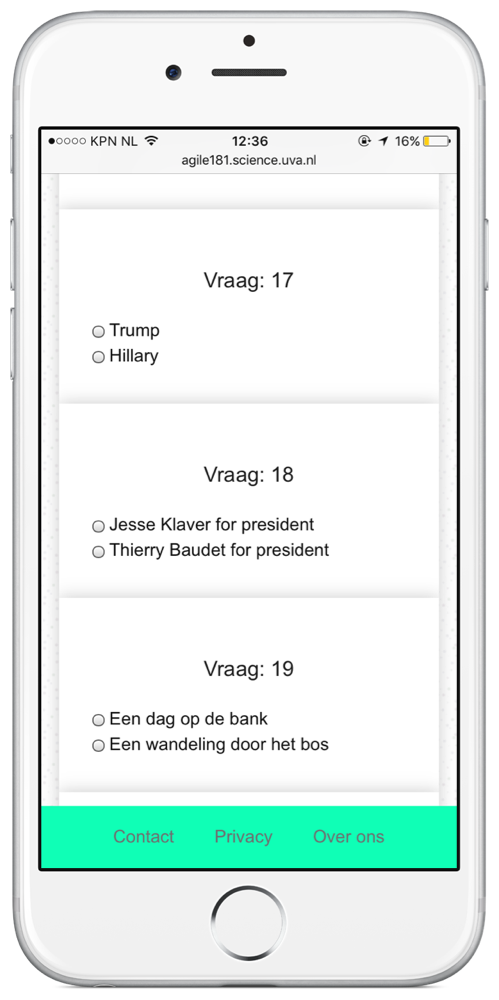 KPN NL 12:36 16%
agile181.science.uva.nl
Vraag: 17
Trump
Hillary
Vraag: 18
Jesse Klaver for president
Thierry Baudet for president
Vraag: 19
Een dag op de bank
Een wandeling door het bos
Contact Privacy Over ons